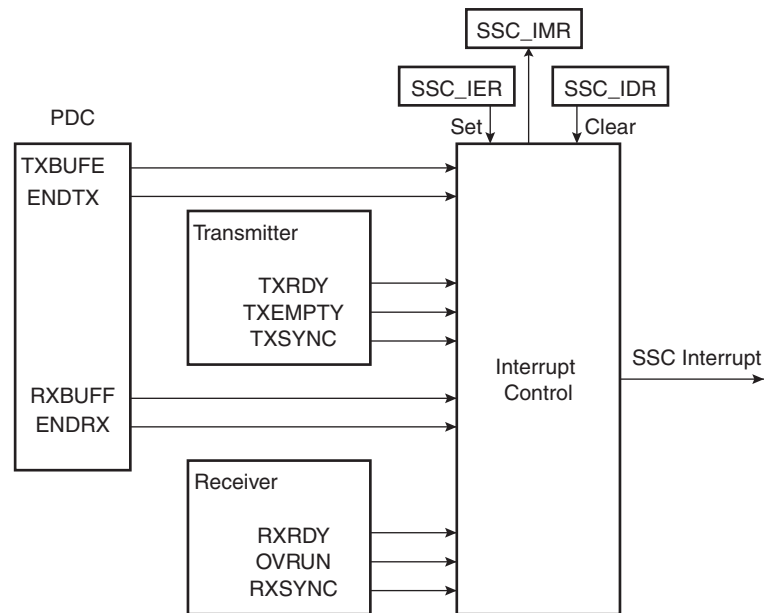 SSC_IMR
SSC_IER
SSC_IDR
PDC
Set
Clear
TXBUFE
ENDTX
Transmitter
TXRDY
TXEMPTY
TXSYNC
Interrupt
Control
SSC Interrupt
RXBUFF
ENDRX
Receiver
RXRDY
OVRUN
RXSYNC